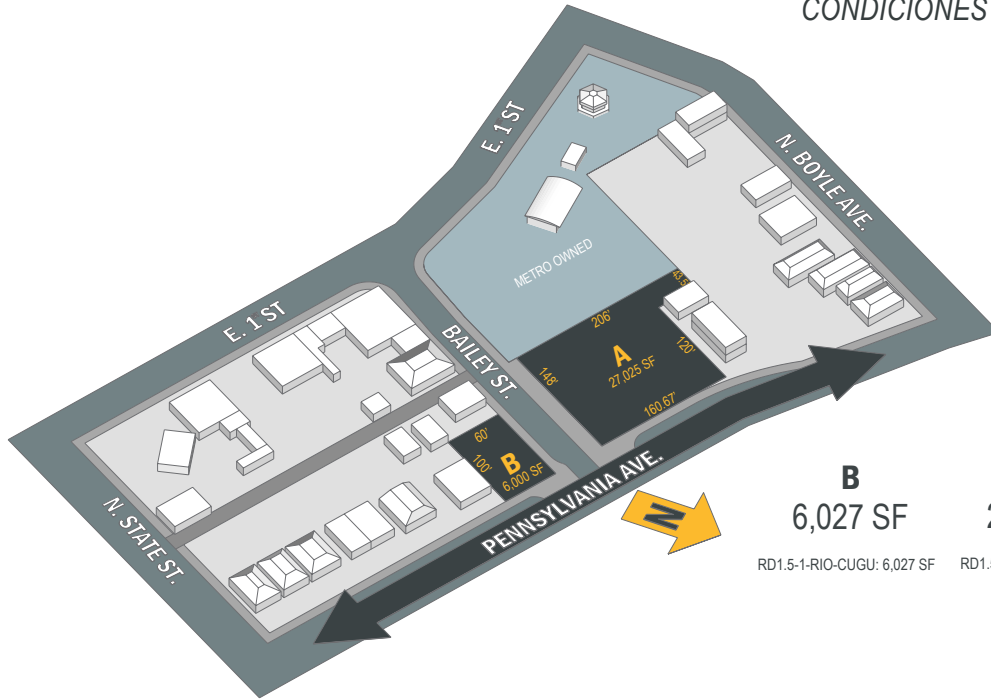 CONDICIONES
E. 1ST ST
N. BOYLE AVE.
METRO OWNED
E. 1 ST
BAILEY ST.
43.5'
206'
A
27,025 SF
120'
148'
160.67'
60'
100'
B
6,000 SF
PENNSYLVANIA AVE.
N
N. STATE ST.
B
6,027 SF
RD1.5-1-RIO-CUGU: 6,027 SF